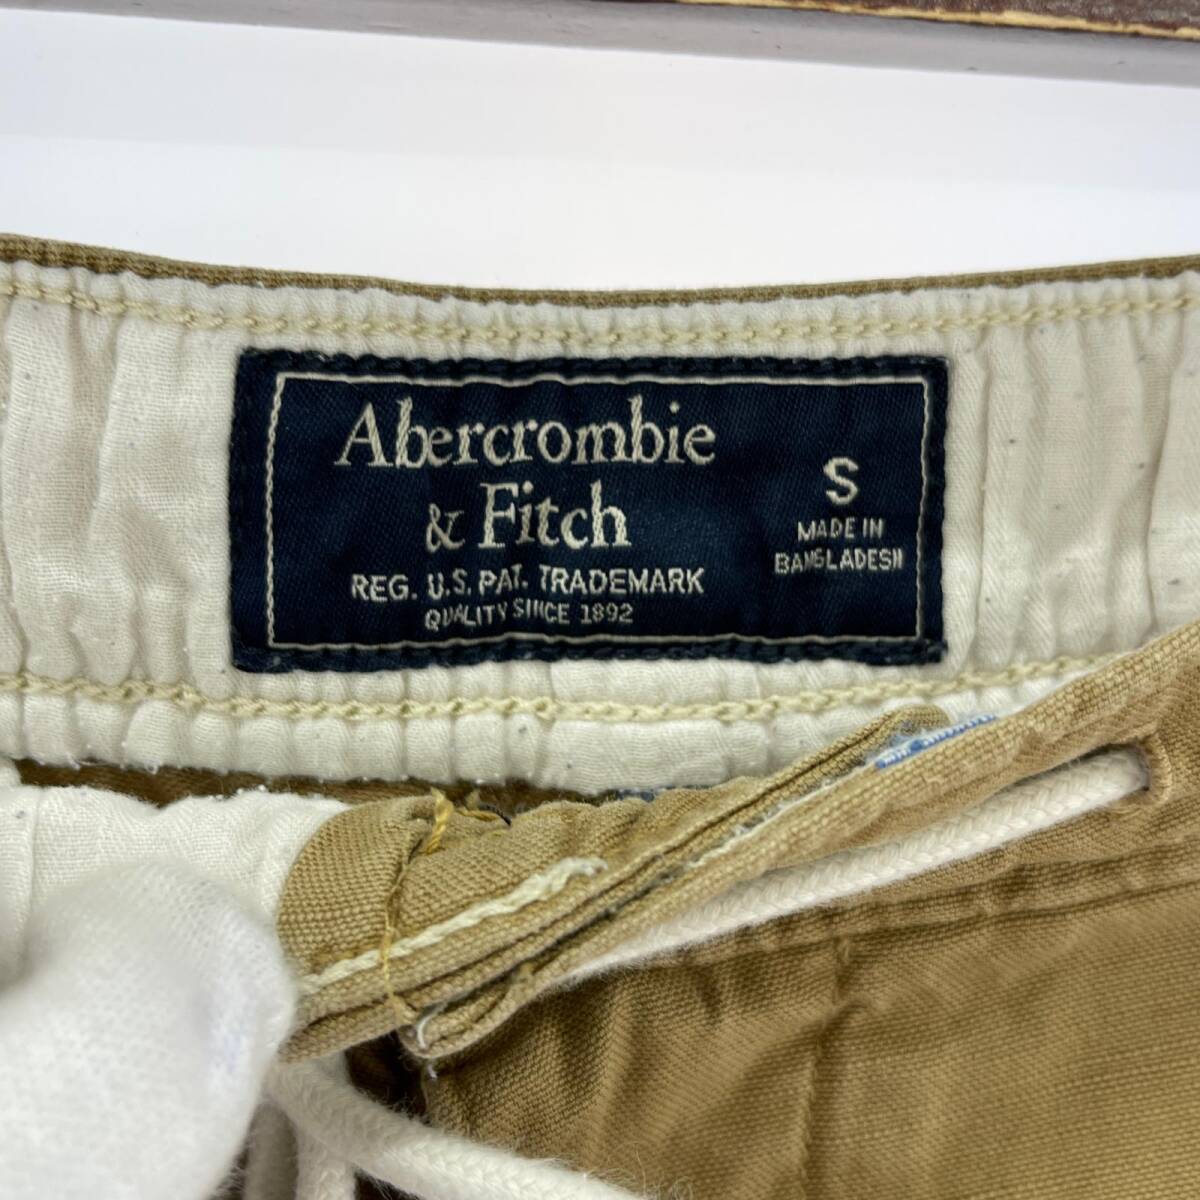 Abercrombie
& Fitch
REG. U.S. PAT. TRADEMARK
QUALITY SINCE 1892
S
MADE IN
BANGLADESH